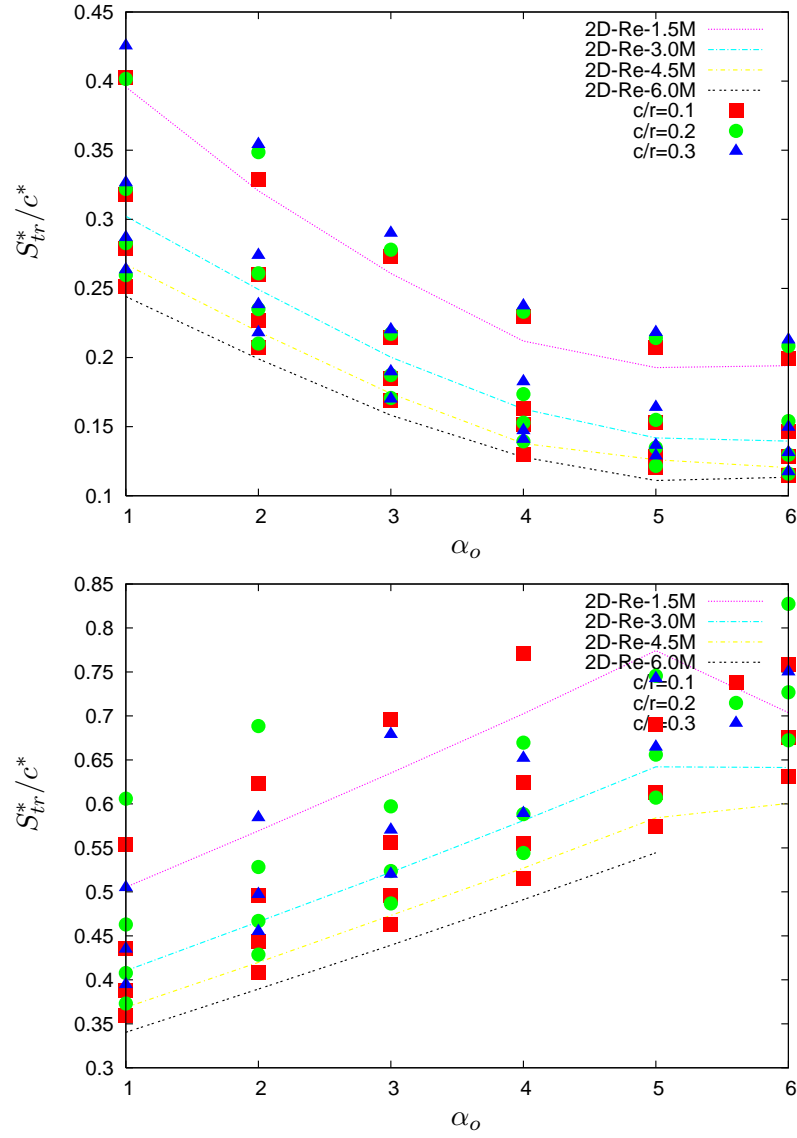 0.45
0.4
0.35
0.3
0.25
0.2
0.15
0.1
S*tr/c*
1 2 3 4 5 6
αo
2D-Re-1.5M
2D-Re-3.0M
2D-Re-4.5M
2D-Re-6.0M
c/r=0.1
c/r=0.2
c/r=0.3
0.85
0.8
0.75
0.7
0.65
0.6
0.55
0.5
0.45
0.4
0.35
0.3
S*tr/c*
1 2 3 4 5 6
αo
2D-Re-1.5M
2D-Re-3.0M
2D-Re-4.5M
2D-Re-6.0M
c/r=0.1
c/r=0.2
c/r=0.3